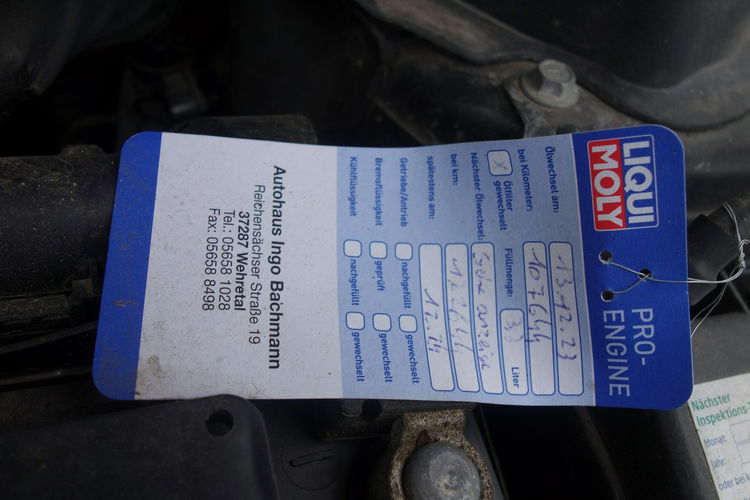 LIQUI
MOLY
PRO-
ENGINE
Ölwechsel am: 13.12.23
bei Kilometer: 107644
x Ölfilter gewechselt Füllmenge: Liter
Nächster Ölwechsel:
bei km:
spätestens am: 12.24
Getriebe/Antrieb nachgefüllt gewechselt
Bremsflüssigkeit geprüft gewechselt
Kühlflüssigkeit nachgefüllt gewechselt
Autohaus Ingo Bachmann
Reichensächser Straße 19
37287 Wehretal
Tel.: 05658 1028
Fax: 05658 8498
Nächster
Inspektions-
Monat:
Jahr:
oder bei